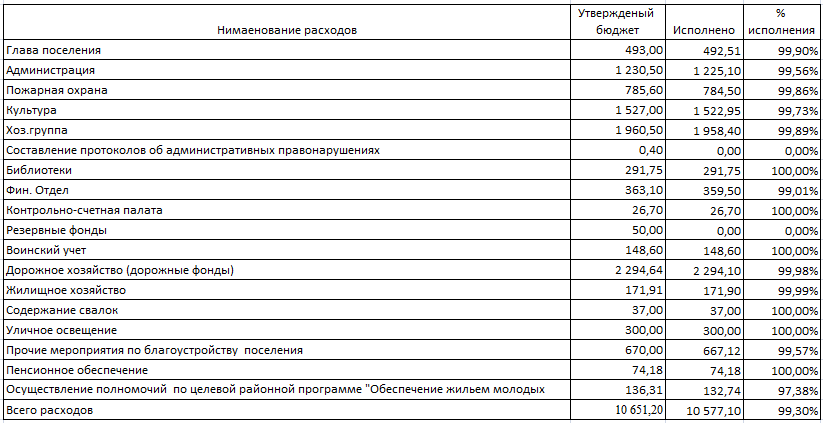 Нимаенование расходов Утвержденый бюджет Исполнено % исполнения
Глава поселения 493,00 492,51 99,90%
Администрация 1 230,50 1 225,10 99,56%
Пожарная охрана 785,60 784,50 99,86%
Культура 1 527,00 1 522,95 99,73%
Хоз.группа 1 960,50 1 958,40 99,89%
Составление протоколов об административных правонарушениях 0,40 0,00 0,00%
Библиотеки 291,75 291,75 100,00%
Фин. Отдел 363,10 359,50 99,01%
Контрольно-счетная палата 26,70 26,70 100,00%
Резервные фонды 50,00 0,00 0,00%
Воинский учет 148,60 148,60 100,00%
Дорожное хозяйство (дорожные фонды) 2 294,64 2 294,10 99,98%
Жилищное хозяйство 171,91 171,90 99,99%
Содержание свалок 37,00 37,00 100,00%
Уличное освещение 300,00 300,00 100,00%
Прочие мероприятия по благоустройству  поселения 670,00 667,12 99,57%
Пенсионное обеспечение 74,18 74,18 100,00%
Осуществление полномочий  по целевой районной программе "Обеспечение жильем молодых 136,31 132,74 97,38%
Всего расходов 10 651,20 10 577,10 99,30%